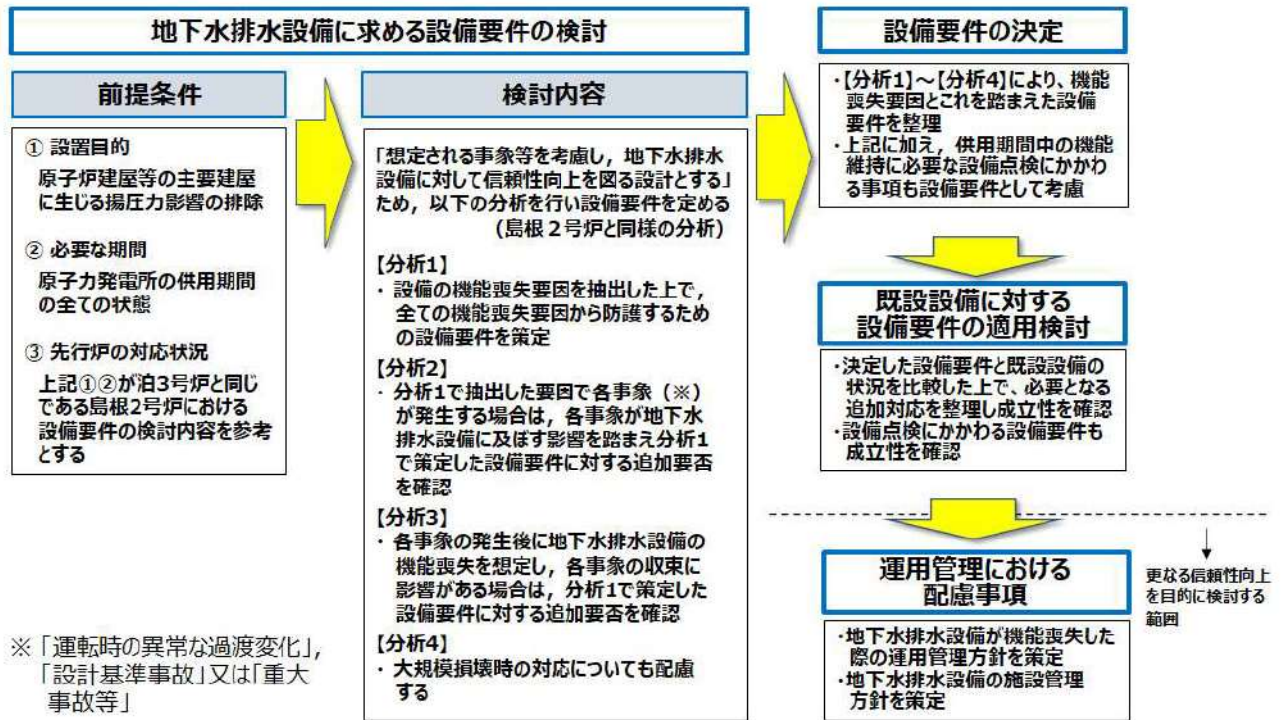 地下水排水設備に求める設備要件の検討
前提条件
① 設置目的
原子炉建屋等の主要建屋
に生じる揚圧力影響の排除
② 必要な期間
原子力発電所の供用期間
の全ての状態
③ 先行炉の対応状況
上記①②が泊3号炉と同じ
である島根2号炉における
設備要件の検討内容を参考
とする
※「運転時の異常な過渡変化」,
「設計基準事故」又は「重大
事故等」
検討内容
「想定される事象等を考慮し，地下水排水
設備に対して信頼性向上を図る設計とする」
ため，以下の分析を行い設備要件を定める
（島根２号炉と同様の分析）
【分析1】
・ 設備の機能喪失要因を抽出した上で，
全ての機能喪失要因から防護するため
の設備要件を策定
【分析2】
・ 分析1で抽出した要因で各事象（※）
が発生する場合は，各事象が地下水
排水設備に及ぼす影響を踏まえ分析1
で策定した設備要件に対する追加要否
を確認
【分析3】
・ 各事象の発生後に地下水排水設備の
機能喪失を想定し，各事象の収束に
影響がある場合は，分析1で策定した
設備要件に対する追加要否を確認
【分析4】
・ 大規模損壊時の対応についても配慮
する
設備要件の決定
・【分析1】～【分析4】により、機能
喪失要因とこれを踏まえた設備
要件を整理
・上記に加え，供用期間中の機能
維持に必要な設備点検にかかわ
る事項も設備要件として考慮
既設設備に対する
設備要件の適用検討
・決定した設備要件と既設設備の
状況を比較した上で、必要となる
追加対応を整理し成立性を確認
・設備点検にかかわる設備要件も
成立性を確認
運用管理における
配慮事項
・地下水排水設備が機能喪失した
際の運用管理方針を策定
・地下水排水設備の施設管理
方針を策定
更なる信頼性向上
を目的に検討する
範囲